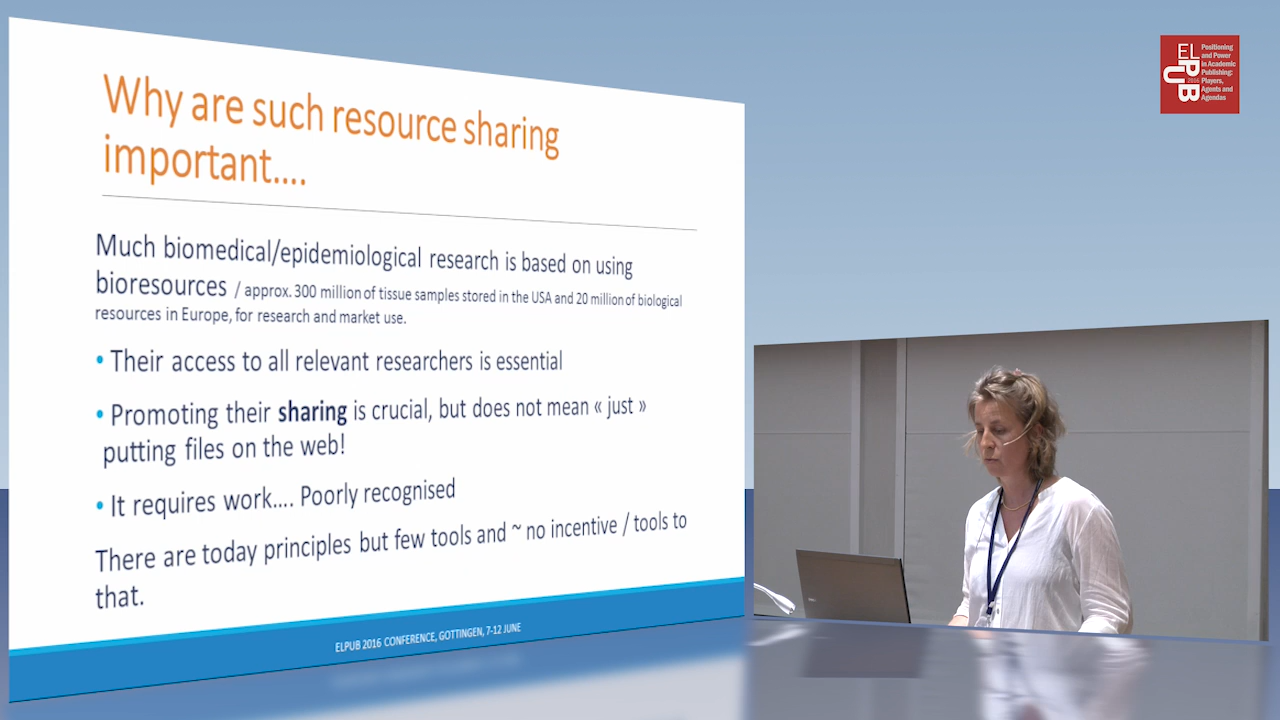 Why are such resource sharing
important....
Much biomedical/epidemiological research is based on using
bioresources / approx. 300 million of tissue samples stored in the USA and 20 million of biological
resources in Europe, for research and market use.
• Their access to all relevant researchers is essential
• Promoting their sharing is crucial, but does not mean « just »
putting files on the web!
• It requires work.... Poorly recognised
There are today principles but few tools and ~ no incentive / tools to
that.
ELPUB 2016 CONFERENCE, GOTTINGEN, 7-12 JUNE
EL
PUB
2016
Positioning
and Power
in Academic
Publishing:
Players,
Agents and
Agendas